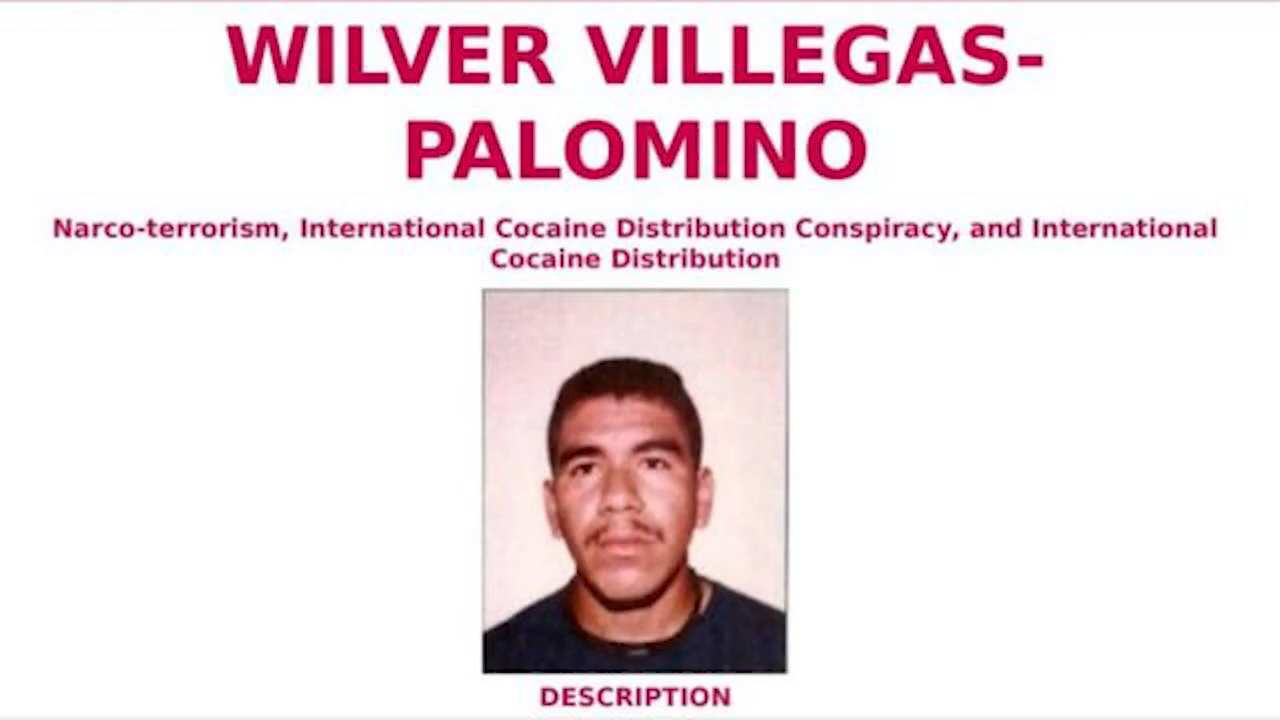 WILVER VILLEGAS-
PALOMINO
Narco-terrorism, International Cocaine Distribution Conspiracy, and International
Cocaine Distribution
DESCRIPTION